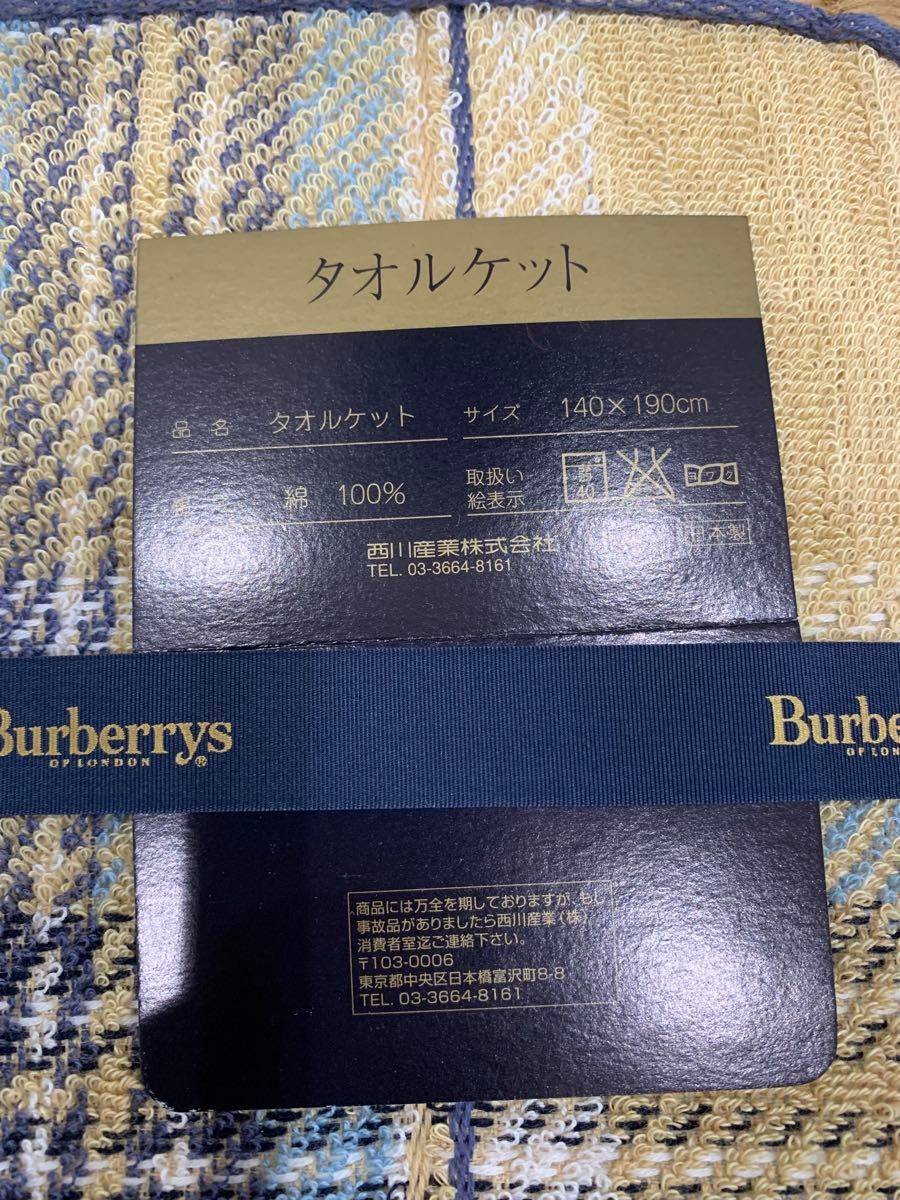 タオルケット
品 名 タオルケット サイズ 140×190cm
綿 100% 取扱い
絵表示 40
西川産業株式会社 日本製
TEL. 03-3664-8161
Burberrys Burbe
OF LONDON ® OF LON
商品には万全を期しておりますが、もし
事故品がありましたら西川産業(株)
消費者室迄ご連絡下さい。
〒103-0006
東京都中央区日本橋富沢町8-8
TEL. 03-3664-8161